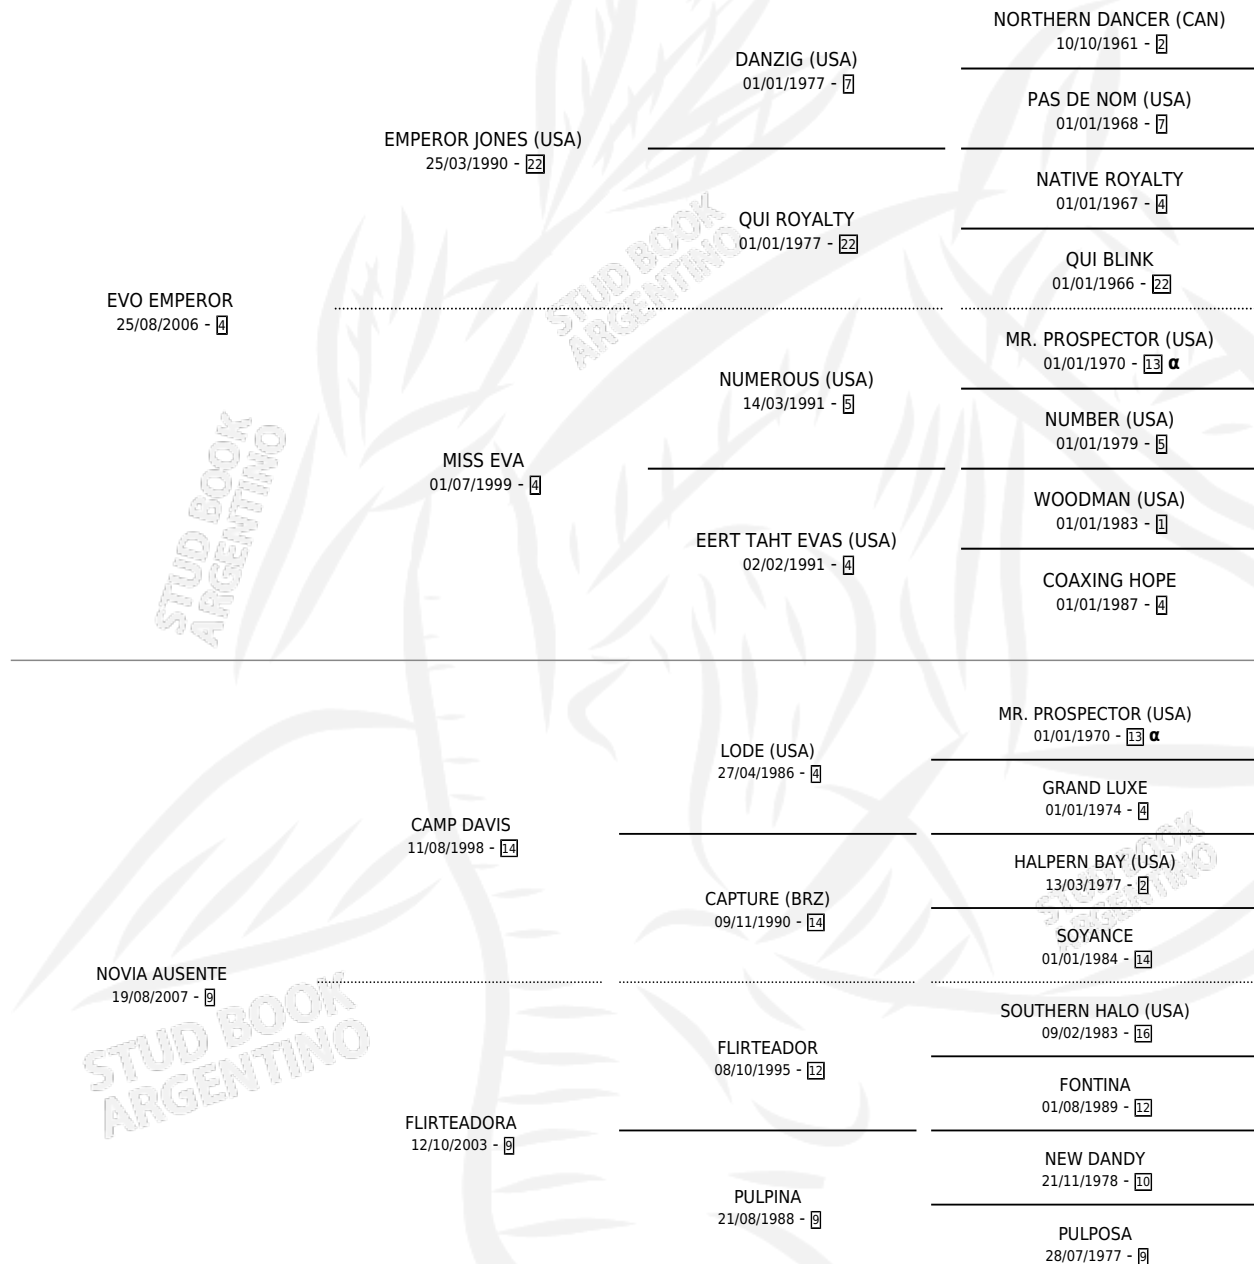 NORTHERN DANCER (CAN)
10/10/1961 - 2
DANZIG (USA)
01/01/1977 - 7
PAS DE NOM (USA)
01/01/1968 - 7
EMPEROR JONES (USA)
25/03/1990 - 22
NATIVE ROYALTY
01/01/1967 - 4
QUI ROYALTY
01/01/1977 - 22
QUI BLINK
01/01/1966 - 22
EVO EMPEROR
25/08/2006 - 4
MR. PROSPECTOR (USA)
01/01/1970 - 13 α
NUMEROUS (USA)
14/03/1991 - 5
NUMBER (USA)
01/01/1979 - 5
MISS EVA
01/07/1999 - 4
WOODMAN (USA)
01/01/1983 - 1
EERT TAHT EVAS (USA)
02/02/1991 - 4
COAXING HOPE
01/01/1987 - 4
MR. PROSPECTOR (USA)
01/01/1970 - 13 α
LODE (USA)
27/04/1986 - 4
GRAND LUXE
01/01/1974 - 4
CAMP DAVIS
11/08/1998 - 14
HALPERN BAY (USA)
13/03/1977 - 2
CAPTURE (BRZ)
09/11/1990 - 14
SOYANCE
01/01/1984 - 14
NOVIA AUSENTE
19/08/2007 - 9
SOUTHERN HALO (USA)
09/02/1983 - 16
FLIRTEADOR
08/10/1995 - 12
FONTINA
01/08/1989 - 12
FLIRTEADORA
12/10/2003 - 9
NEW DANDY
21/11/1978 - 10
PULPINA
21/08/1988 - 9
PULPOSA
28/07/1977 - 9
STUD BOOK
ARGENTINO
STUD BOOK
ARGENTINO
STUD BOOK
ARGENTINO
STUD BOOK
ARGENTINO